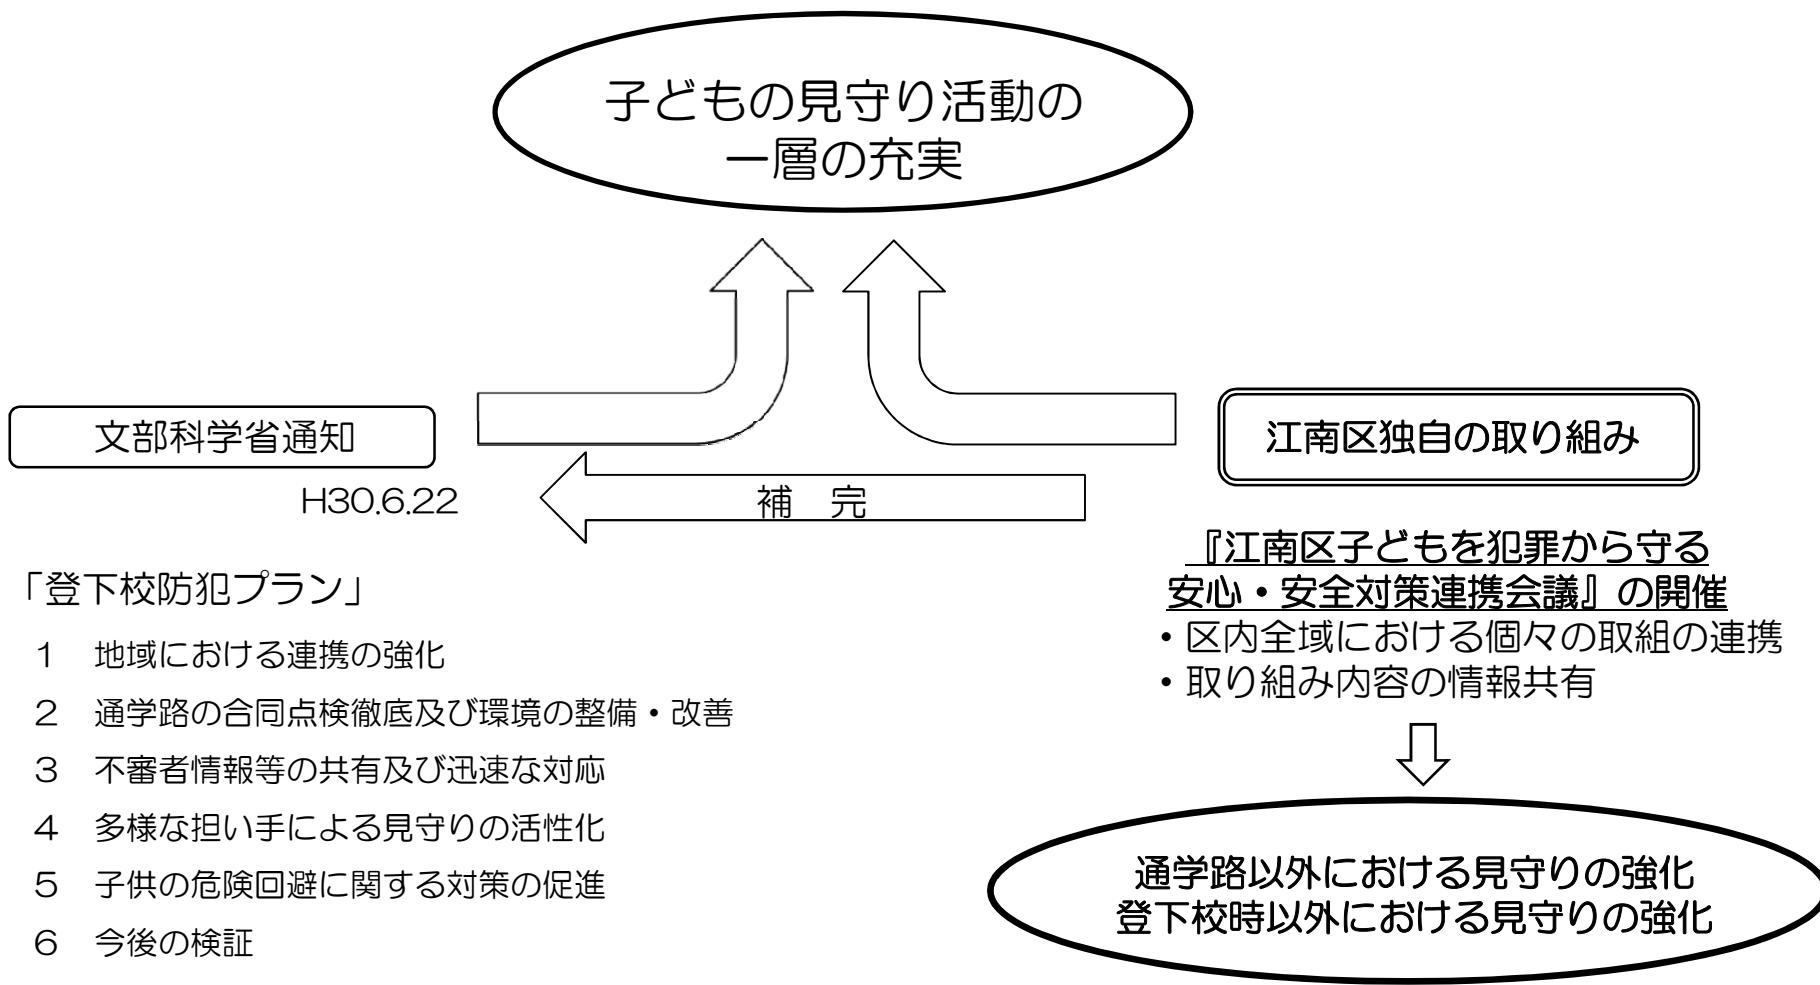 子どもの見守り活動の
一層の充実
文部科学省通知
H30.6.22
補　完
江南区独自の取り組み
「登下校防犯プラン」
１　地域における連携の強化
２　通学路の合同点検徹底及び環境の整備・改善
３　不審者情報等の共有及び迅速な対応
４　多様な担い手による見守りの活性化
５　子供の危険回避に関する対策の促進
６　今後の検証
『江南区子どもを犯罪から守る
安心・安全対策連携会議』の開催
・区内全域における個々の取組の連携
・取り組み内容の情報共有
通学路以外における見守りの強化
登下校時以外における見守りの強化